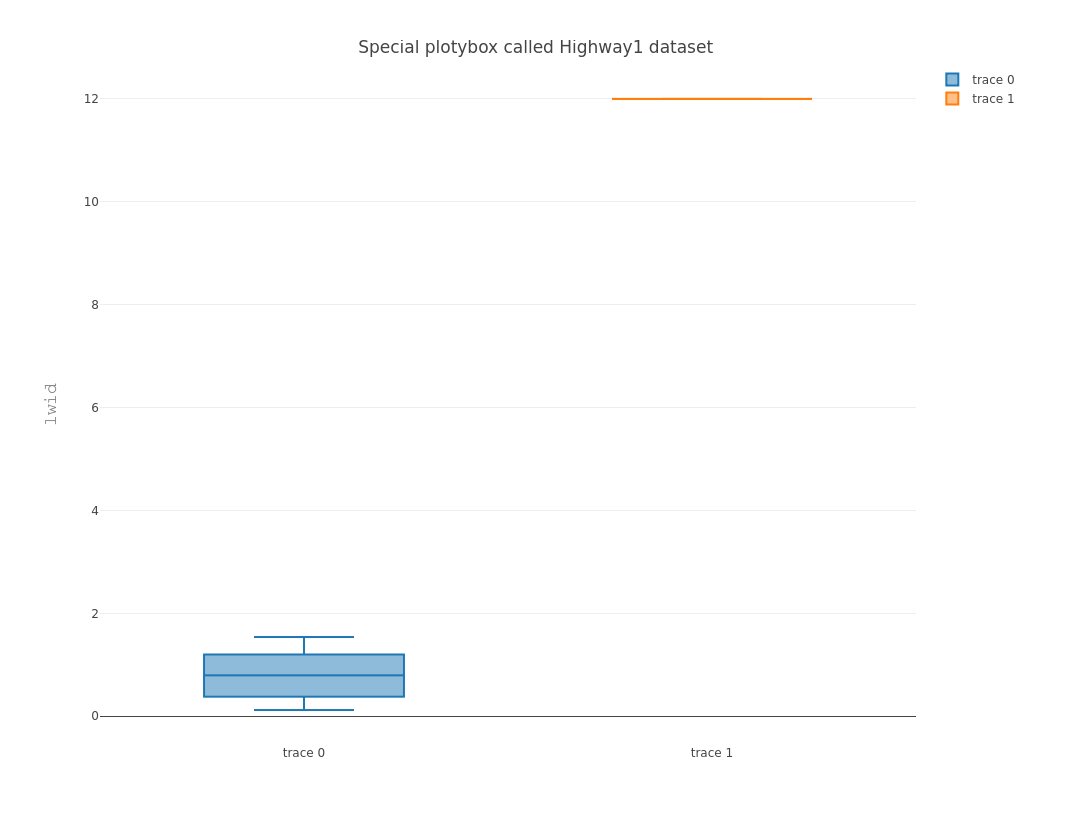 Special plotybox called Highway1 dataset
trace 0
trace 1
12
10
8
6
4
2
0
lwid
trace 0
trace 1